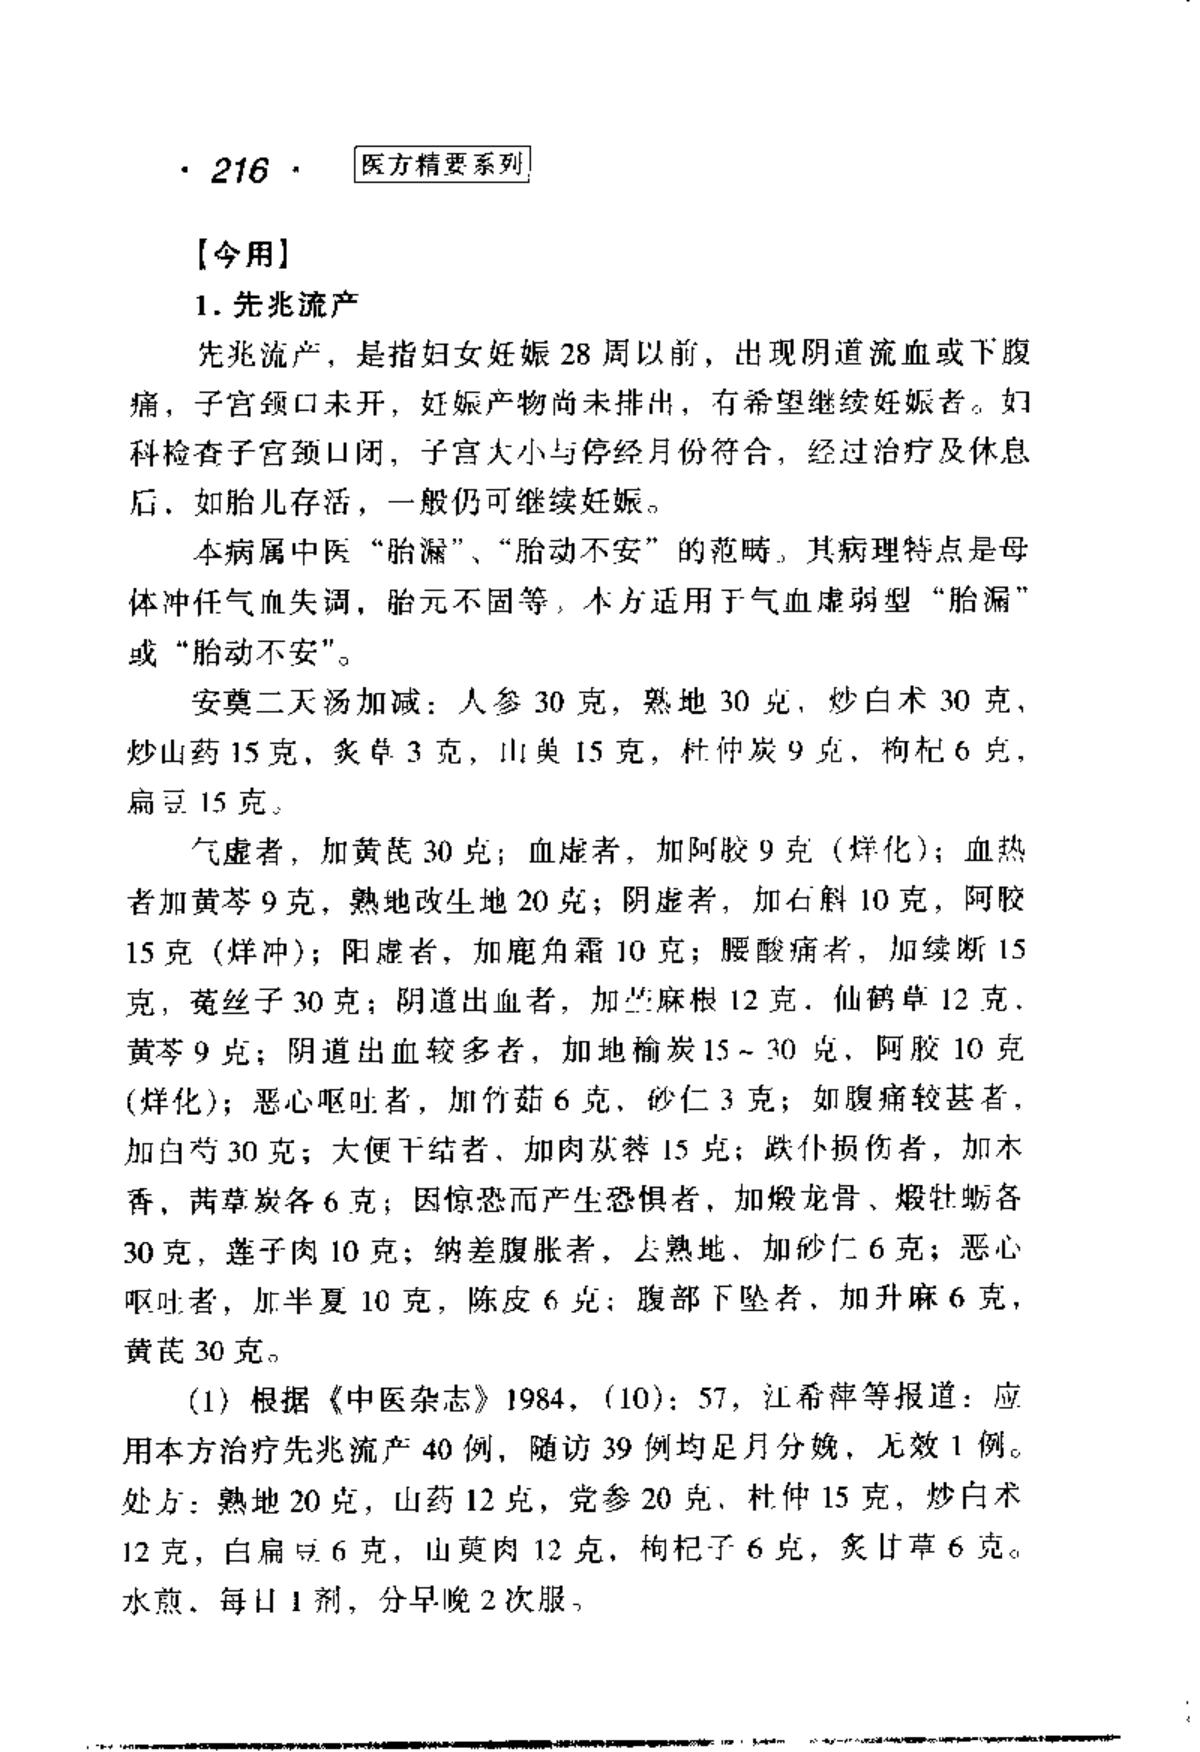 · 216 · 医方精要系列
【今用】
1. 先兆流产
先兆流产，是指妇女妊娠 28 周以前，出现阴道流血或下腹
痛，子宫颈口未开，妊娠产物尚未排出，有希望继续妊娠者。妇
科检查子宫颈口闭，子宫大小与停经月份符合，经过治疗及休息
后，如胎儿存活，一般仍可继续妊娠。
本病属中医“胎漏”、“胎动不安”的范畴。其病理特点是母
体冲任气血失调，胎元不固等，本方适用于气血虚弱型“胎漏”
或“胎动不安”。
安奠二天汤加减：人参 30 克，熟地 30 克，炒白术 30 克，
炒山药 15 克，炙草 3 克，山萸 15 克，杜仲炭 9 克，枸杞 6 克，
扁豆 15 克。
气虚者，加黄芪 30 克；血虚者，加阿胶 9 克（烊化）；血热
者加黄芩 9 克，熟地改生地 20 克；阴虚者，加石斛 10 克，阿胶
15 克（烊冲）；阳虚者，加鹿角霜 10 克；腰酸痛者，加续断 15
克，菟丝子 30 克；阴道出血者，加苎麻根 12 克，仙鹤草 12 克，
黄芩 9 克；阴道出血较多者，加地榆炭 15～30 克，阿胶 10 克
（烊化）；恶心呕吐者，加竹茹 6 克，砂仁 3 克；如腹痛较甚者，
加白芍 30 克；大便干结者，加肉苁蓉 15 克；跌仆损伤者，加木
香，茜草炭各 6 克；因惊恐而产生恐惧者，加煅龙骨、煅牡蛎各
30 克，莲子肉 10 克；纳差腹胀者，去熟地，加砂仁 6 克；恶心
呕吐者，加半夏 10 克，陈皮 6 克；腹部下坠者，加升麻 6 克，
黄芪 30 克。
(1) 根据《中医杂志》1984，(10)：57，江希萍等报道：应
用本方治疗先兆流产 40 例，随访 39 例均足月分娩，无效 1 例。
处方：熟地 20 克，山药 12 克，党参 20 克，杜仲 15 克，炒白术
12 克，白扁豆 6 克，山萸肉 12 克，枸杞子 6 克，炙甘草 6 克。
水煎，每日 1 剂，分早晚 2 次服。